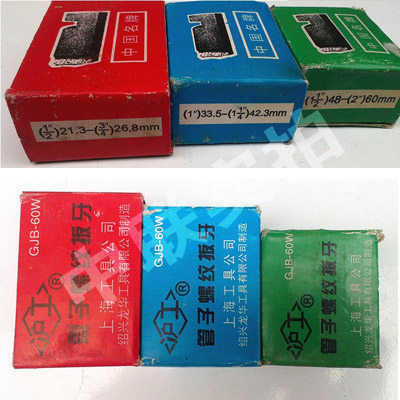 中国名牌
(1/2")21.3-(3/4")26.8mm
中国名牌
(1")33.5-(1 1/4")42.3mm
中国名牌
(1 1/2")48-(2")60mm
GJB-60W
沪工®
管子螺纹扳牙
上海工具公司
绍兴龙华工具有限公司制造
GJB-60W
沪工®
管子螺纹扳牙
上海工具公司
绍兴龙华工具有限公司制造
GJB-60W
沪工®
管子螺纹扳牙
上海工具公司
绍兴龙华工具有限公司制造
实拍